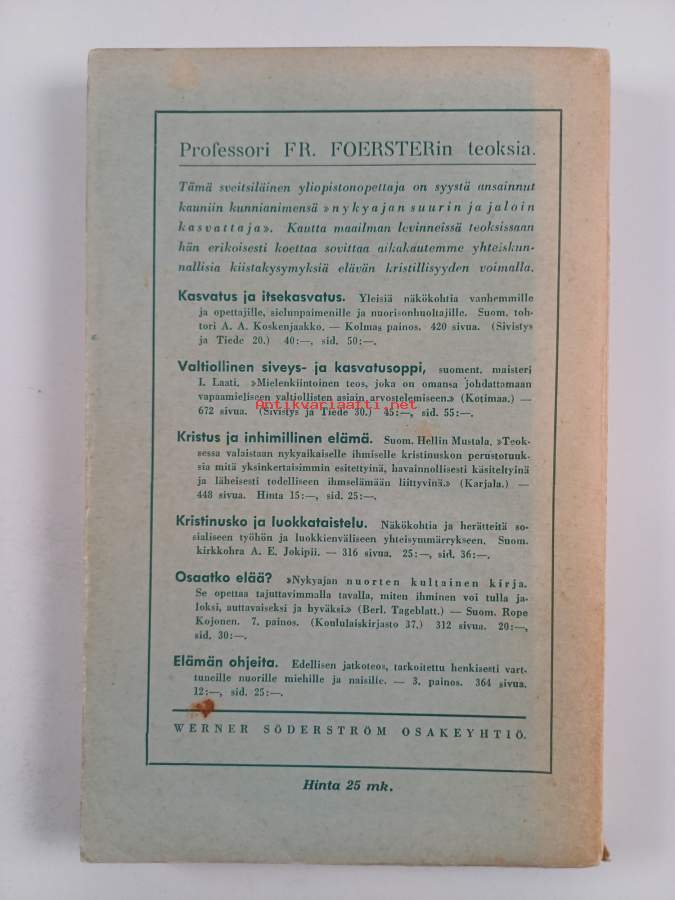 Professori FR. FOERSTERin teoksia.
Tämä sveitsiläinen yliopistonopettaja on syystä ansainnut
kauniin kunnianimensä »nykyajan suurin ja jaloin
kasvattaja». Kautta maailman levinneissä teoksissaan
hän erikoisesti koettaa sovittaa aikakautemme yhteiskun-
nallisia kiistakysymyksiä elävän kristillisyyden voimalla.
Kasvatus ja itsekasvatus. Yleisiä näkökohtia vanhemmille
ja opettajille, sielunpaimenille ja nuorisonhuoltajille. Suom. toh-
tori A. A. Koskenjaakko. — Kolmas painos. 420 sivua. (Sivistys
ja Tiede 20.) 40:—, sid. 50:—.
Valtiollinen siveys- ja kasvatusoppi, suoment. maisteri
I. Laati. »Mielenkiintoinen teos, joka on omansa johdattamaan
vapaamieliseen valtiollisten asiain arvostelemiseen.» (Kotimaa.) —
Antikvariaatti.net
672 sivua. (Sivistys ja Tiede 30.) 45:—, sid. 55:—.
Kristus ja inhimillinen elämä. Suom. Hellin Mustala. »Teok-
sessa valaistaan nykyaikaiselle ihmiselle kristinuskon perustotuuk-
sia mitä yksinkertaisimmin esitettyinä, havainnollisesti käsiteltyinä
ja läheisesti todelliseen ihmselämään liittyvinä.» (Karjala.) —
448 sivua. Hinta 15:—, sid. 25:—.
Kristinusko ja luokkataistelu. Näkökohtia ja herätteitä so-
sialiseen työhön ja luokkienväliseen yhteisymmärrykseen. Suom.
kirkkohra A. E. Jokipii. — 316 sivua. 25:—, sid. 36:—.
Osaatko elää? »Nykyajan nuorten kultainen kirja.
Se opettaa tajuttavimmalla tavalla, miten ihminen voi tulla ja-
loksi, auttavaiseksi ja hyväksi.» (Berl. Tageblatt.) — Suom. Rope
Kojonen. 7. painos. (Koululaiskirjasto 37.) 312 sivua. 20:—,
sid. 30:—.
Elämän ohjeita. Edellisen jatkoteos, tarkoitettu henkisesti vart-
tuneille nuorille miehille ja naisille. — 3. painos. 364 sivua.
12:—, sid. 25:—.
WERNER SÖDERSTRÖM OSAKEYHTIÖ.
Hinta 25 mk.